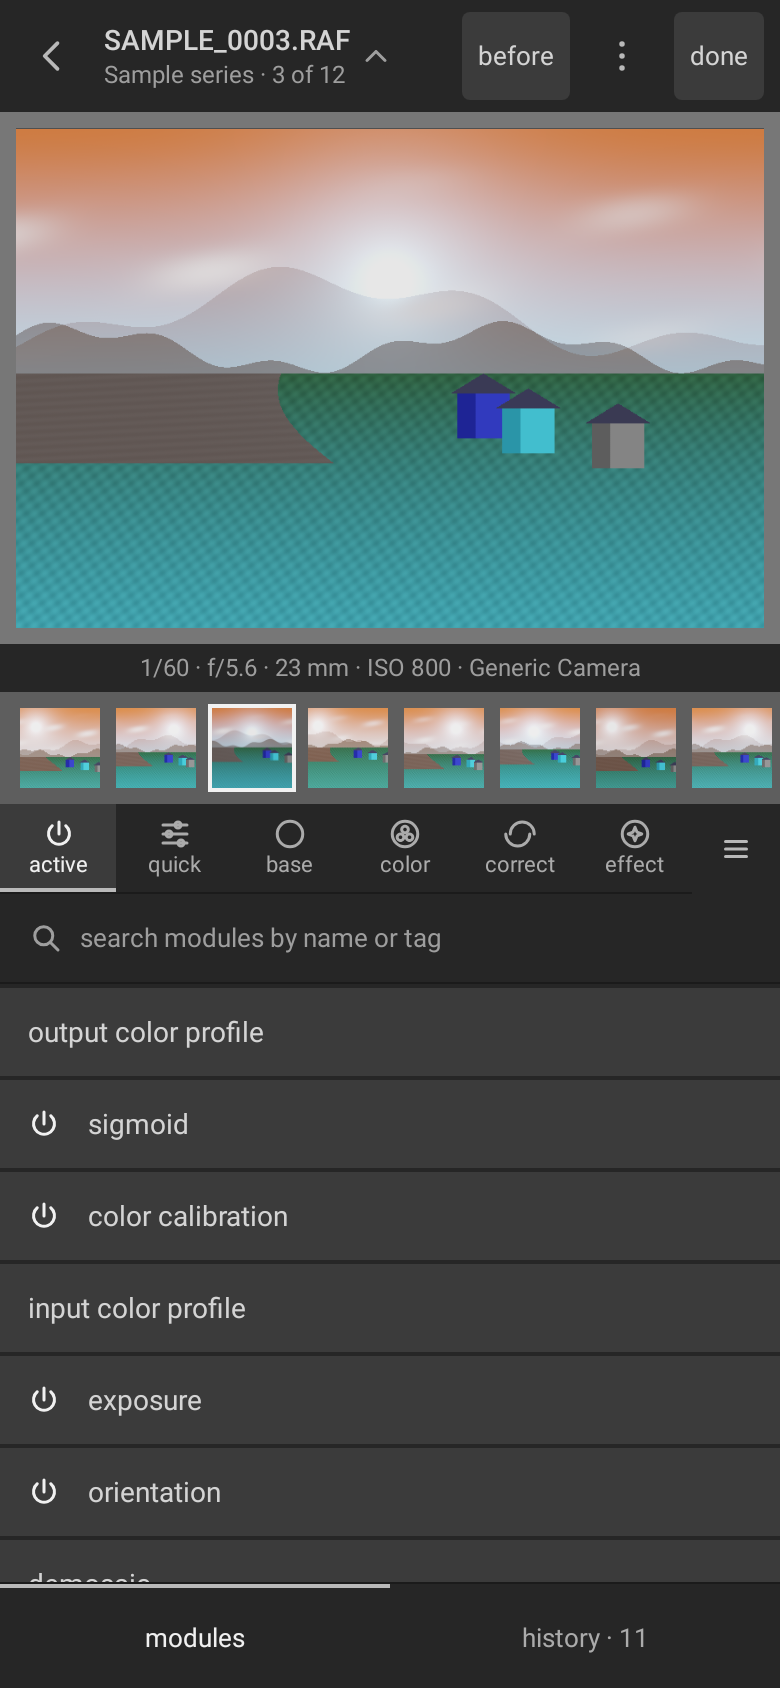 SAMPLE_0003.RAF
Sample series · 3 of 12
before
done
1/60 · f/5.6 · 23 mm · ISO 800 · Generic Camera
active
quick
base
color
correct
effect
search modules by name or tag
output color profile
sigmoid
color calibration
input color profile
exposure
orientation
modules
history · 11